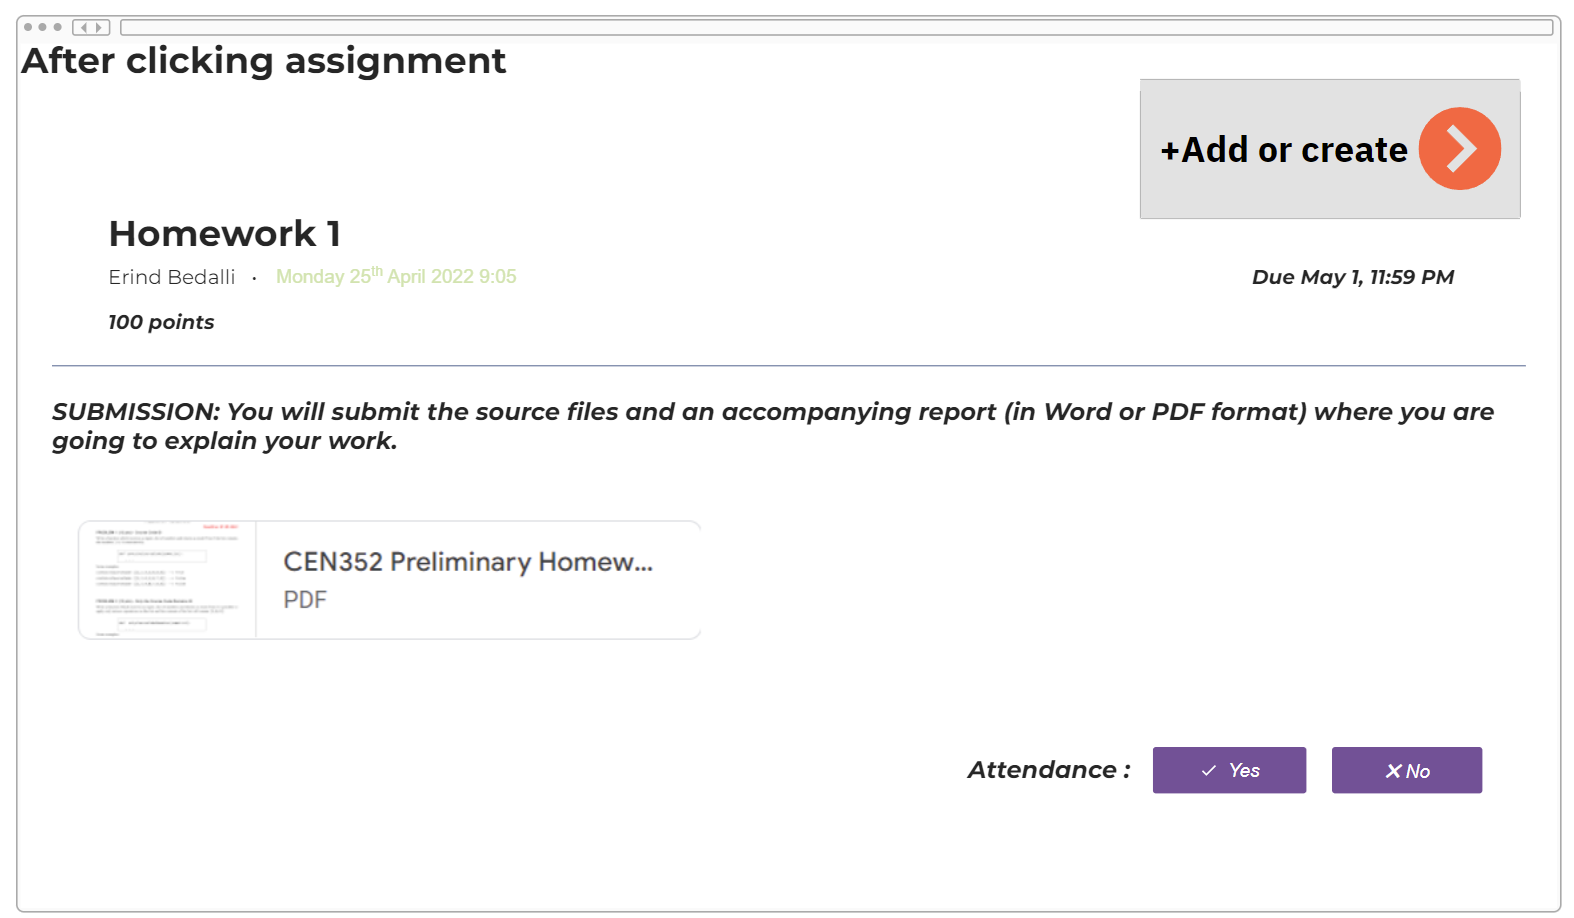 After clicking assignment
+Add or create
Homework 1
Erind Bedalli · Monday 25th April 2022 9:05
Due May 1, 11:59 PM
100 points
SUBMISSION: You will submit the source files and an accompanying report (in Word or PDF format) where you are
going to explain your work.
CEN352 Preliminary Homew...
PDF
Attendance : ✓ Yes ✕ No